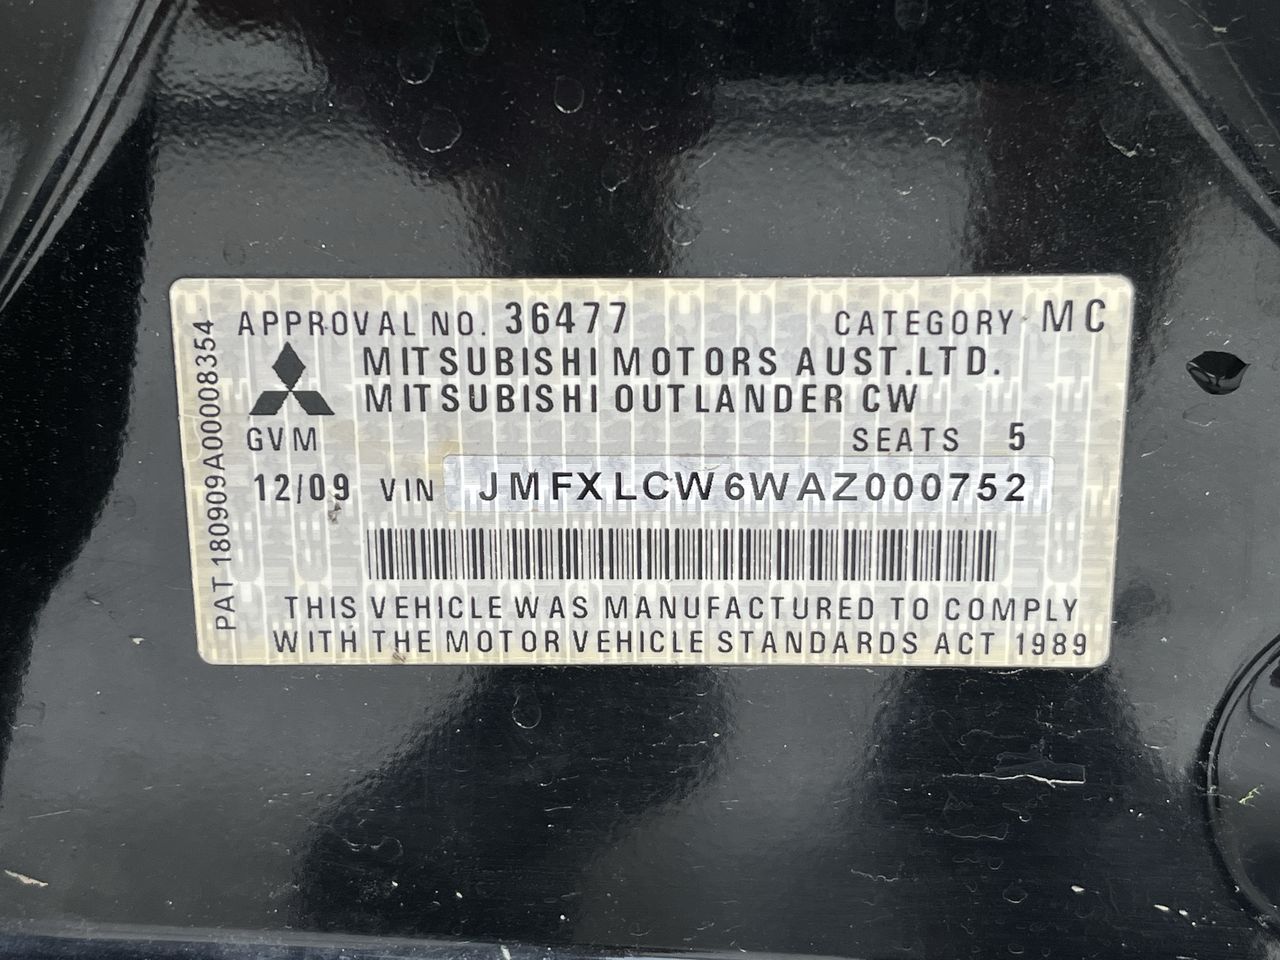 APPROVAL NO. 36477 CATEGORY MC
MITSUBISHI MOTORS AUST.LTD.
MITSUBISHI OUTLANDER CW
GVM SEATS 5
12/09 VIN JMFXLCW6WAZ000752
THIS VEHICLE WAS MANUFACTURED TO COMPLY
WITH THE MOTOR VEHICLE STANDARDS ACT 1989
PAT 180909A00008354